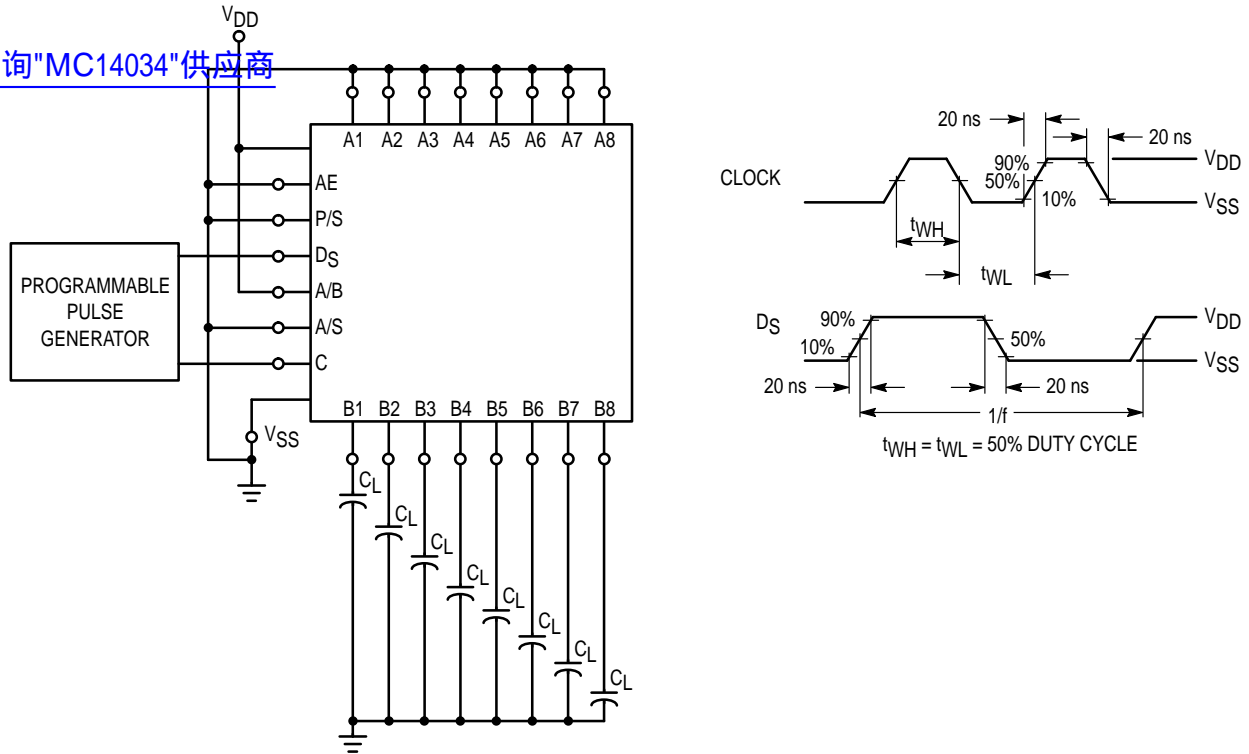 VDD
询"MC14034"供应商
A1 A2 A3 A4 A5 A6 A7 A8
AE
P/S
DS
A/B
A/S
C
PROGRAMMABLE
PULSE
GENERATOR
B1 B2 B3 B4 B5 B6 B7 B8
VSS
CL
CL
CL
CL
CL
CL
CL
CL
20 ns
20 ns
CLOCK
90%
50%
10%
VDD
VSS
tWH
tWL
DS
90%
10%
50%
VDD
VSS
20 ns
20 ns
1/f
tWH = tWL = 50% DUTY CYCLE